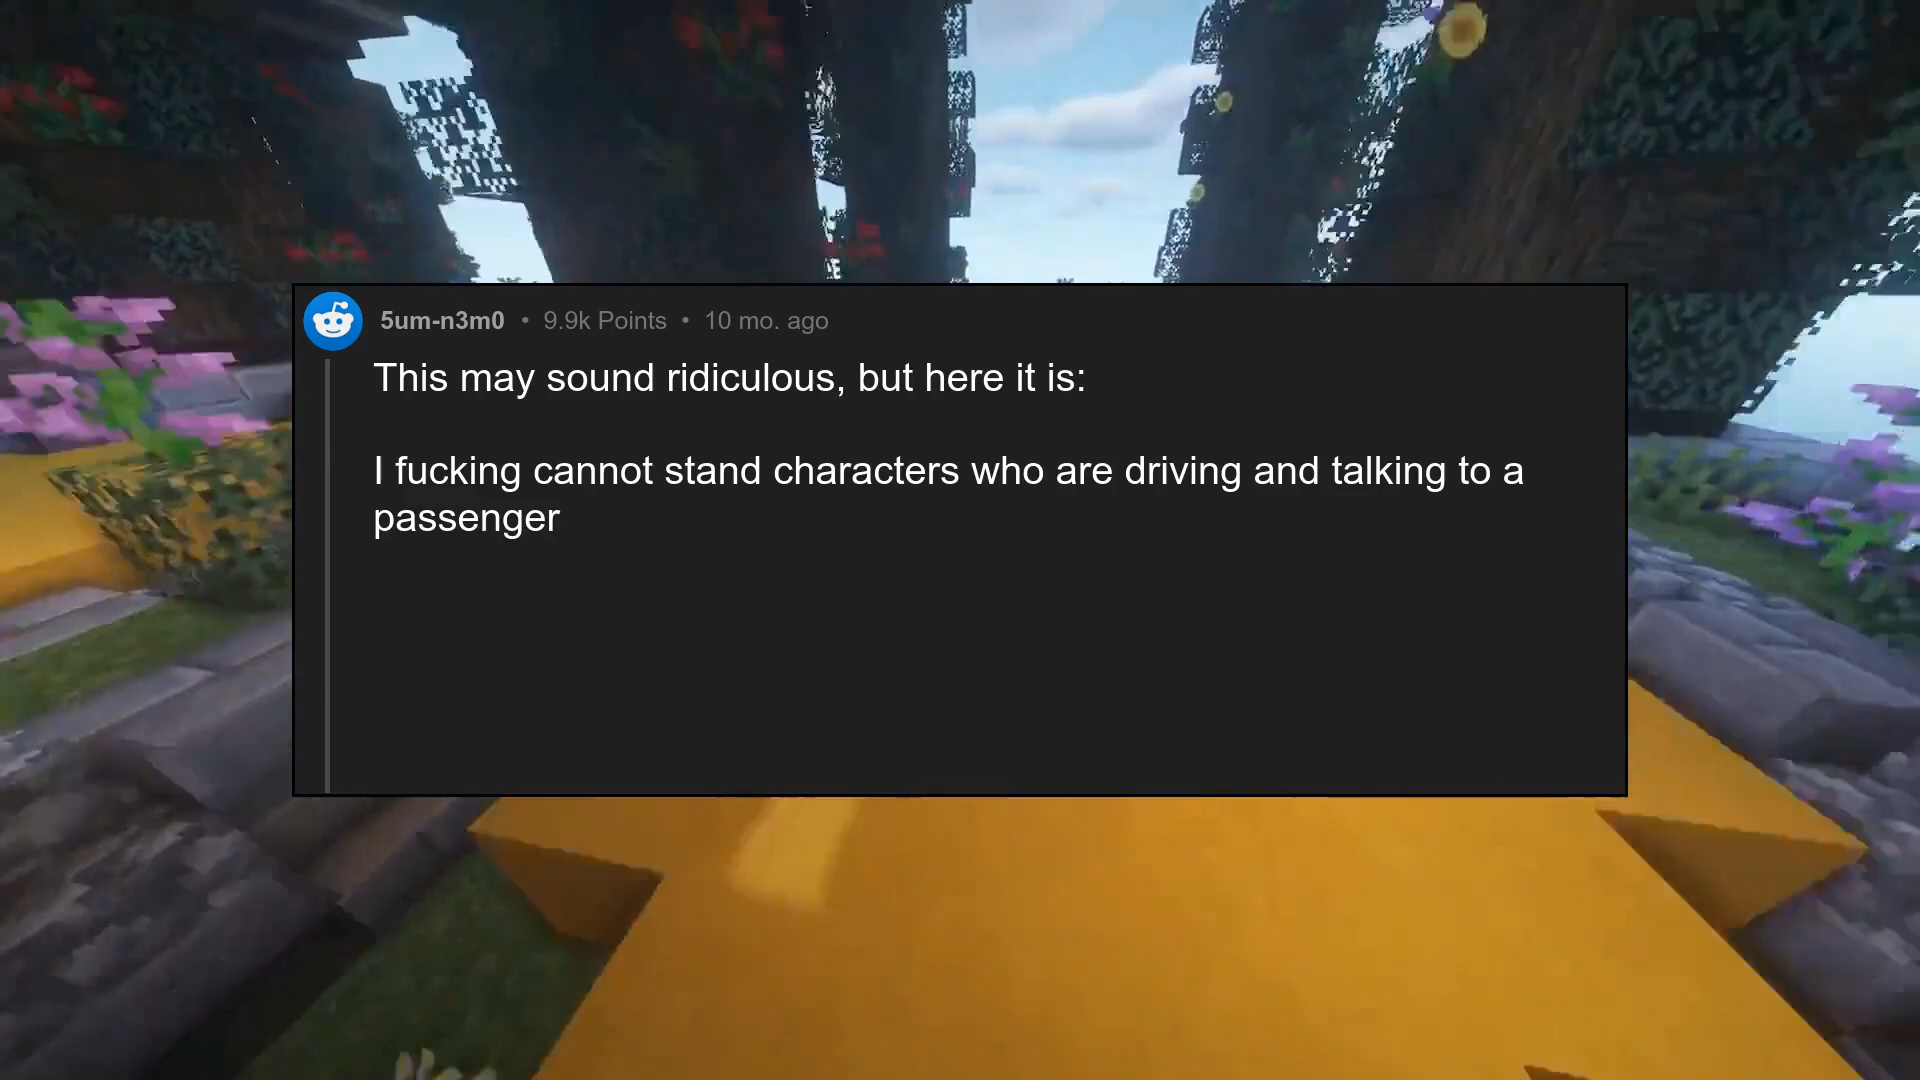 5um-n3m0 • 9.9k Points • 10 mo. ago
This may sound ridiculous, but here it is:
I fucking cannot stand characters who are driving and talking to a
passenger